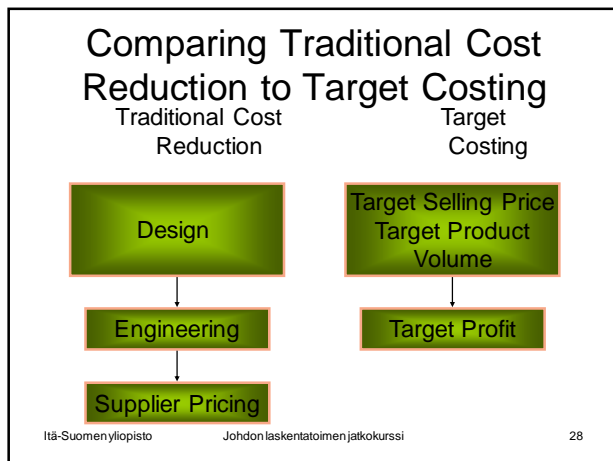 Comparing Traditional Cost
Reduction to Target Costing
Traditional Cost
Reduction
Target
Costing
Design
Engineering
Supplier Pricing
Target Selling Price
Target Product
Volume
Target Profit
Itä-Suomen yliopisto
Johdon laskentatoimen jatkokurssi
28